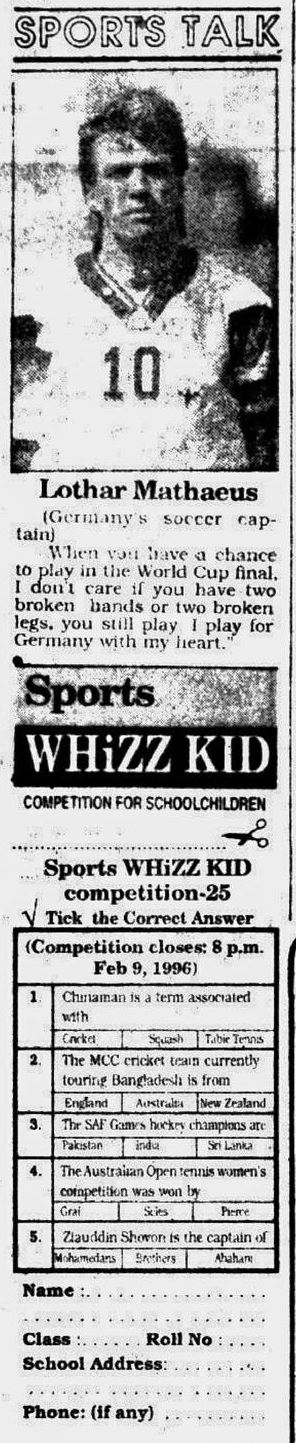 SPORTS TALK
10
Lothar Mathaeus
(Germany's soccer cap-
tain)
When you have a chance
to play in the World Cup final,
I don't care if you have two
broken hands or two broken
legs, you still play I play for
Germany with my heart."
Sports
WHiZZ KID
COMPETITION FOR SCHOOLCHILDREN
Sports WHiZZ KID
competition-25
√ Tick the Correct Answer
(Competition closes: 8 p.m.
Feb 9, 1996)
1. Chinaman is a term associated
with
Cricket Squash Table Tennis
2. The MCC cricket team currently
touring Bangladesh is from
England Australia New Zealand
3. The SAF Games hockey champions are
Pakistan India Sri Lanka
4. The Australian Open tennis women's
competition was won by
Graf Seles Pierce
5. Ziauddin Shovon is the captain of
Mohamedans Brothers Abahani
Name : . . . . . . . . . . . . . . . . .
Class : . . . . . . Roll No : . . . .
School Address: . . . . . . . . .
Phone: (if any) . . . . . . . . . .